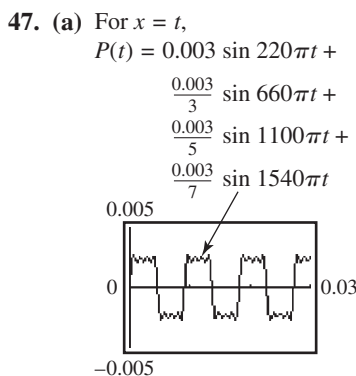 47. (a) For x = t,
P(t) = 0.003 sin 220πt +
0.003/3 sin 660πt +
0.003/5 sin 1100πt +
0.003/7 sin 1540πt
0.005
0 0.03
−0.005